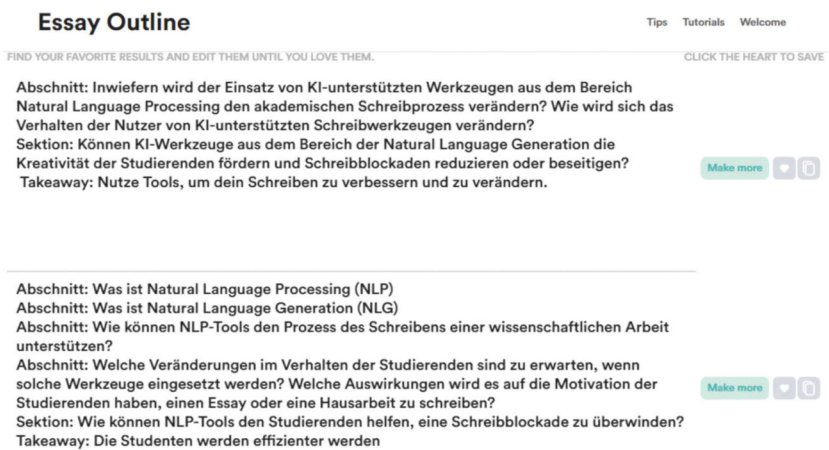 Essay Outline
Tips Tutorials Welcome
FIND YOUR FAVORITE RESULTS AND EDIT THEM UNTIL YOU LOVE THEM. CLICK THE HEART TO SAVE
Abschnitt: Inwiefern wird der Einsatz von KI-unterstützten Werkzeugen aus dem Bereich
Natural Language Processing den akademischen Schreibprozess verändern? Wie wird sich das
Verhalten der Nutzer von KI-unterstützten Schreibwerkzeugen verändern?
Sektion: Können KI-Werkzeuge aus dem Bereich der Natural Language Generation die
Kreativität der Studierenden fördern und Schreibblockaden reduzieren oder beseitigen?
Takeaway: Nutze Tools, um dein Schreiben zu verbessern und zu verändern.
Make more
Abschnitt: Was ist Natural Language Processing (NLP)
Abschnitt: Was ist Natural Language Generation (NLG)
Abschnitt: Wie können NLP-Tools den Prozess des Schreibens einer wissenschaftlichen Arbeit
unterstützen?
Abschnitt: Welche Veränderungen im Verhalten der Studierenden sind zu erwarten, wenn
solche Werkzeuge eingesetzt werden? Welche Auswirkungen wird es auf die Motivation der
Studierenden haben, einen Essay oder eine Hausarbeit zu schreiben?
Sektion: Wie können NLP-Tools den Studierenden helfen, eine Schreibblockade zu überwinden?
Takeaway: Die Studenten werden effizienter werden
Make more